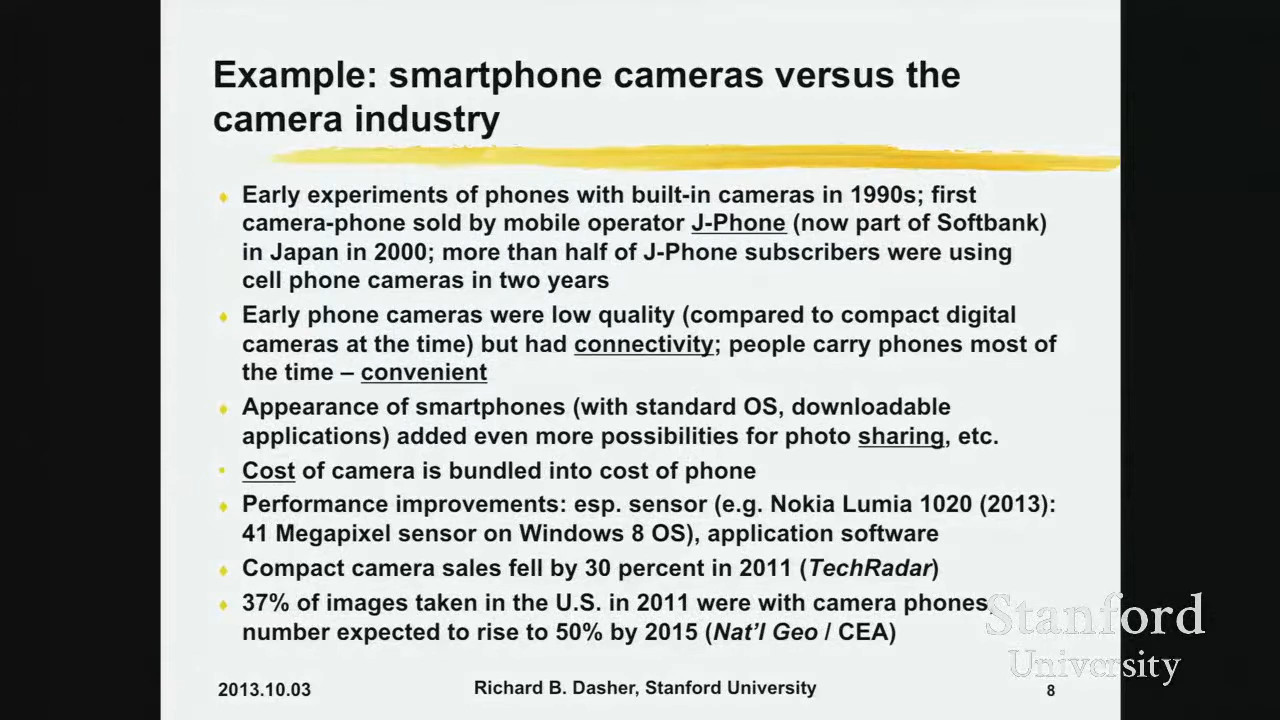 Example: smartphone cameras versus the
camera industry
Early experiments of phones with built-in cameras in 1990s; first
camera-phone sold by mobile operator J-Phone (now part of Softbank)
in Japan in 2000; more than half of J-Phone subscribers were using
cell phone cameras in two years
Early phone cameras were low quality (compared to compact digital
cameras at the time) but had connectivity; people carry phones most of
the time – convenient
Appearance of smartphones (with standard OS, downloadable
applications) added even more possibilities for photo sharing, etc.
Cost of camera is bundled into cost of phone
Performance improvements: esp. sensor (e.g. Nokia Lumia 1020 (2013):
41 Megapixel sensor on Windows 8 OS), application software
Compact camera sales fell by 30 percent in 2011 (TechRadar)
37% of images taken in the U.S. in 2011 were with camera phones,
number expected to rise to 50% by 2015 (Nat'l Geo / CEA)
Stanford
University
2013.10.03
Richard B. Dasher, Stanford University
8